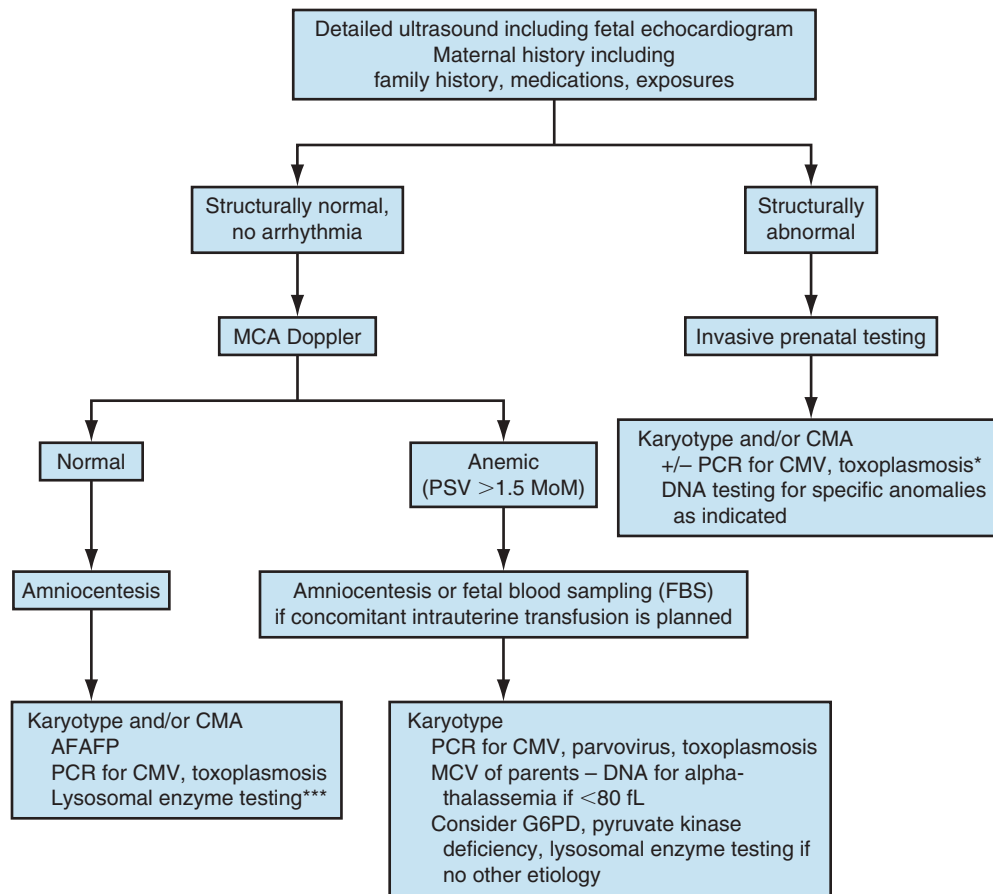 Detailed ultrasound including fetal echocardiogram
Maternal history including
family history, medications, exposures
Structurally normal,
no arrhythmia
Structurally
abnormal
MCA Doppler
Invasive prenatal testing
Normal
Anemic
(PSV >1.5 MoM)
Karyotype and/or CMA
+/– PCR for CMV, toxoplasmosis*
DNA testing for specific anomalies
as indicated
Amniocentesis
Amniocentesis or fetal blood sampling (FBS)
if concomitant intrauterine transfusion is planned
Karyotype and/or CMA
AFAFP
PCR for CMV, toxoplasmosis
Lysosomal enzyme testing***
Karyotype
PCR for CMV, parvovirus, toxoplasmosis
MCV of parents – DNA for alpha-
thalassemia if <80 fL
Consider G6PD, pyruvate kinase
deficiency, lysosomal enzyme testing if
no other etiology